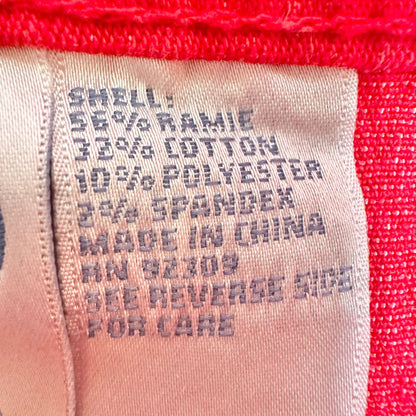 SHELL:
55% RAMIE
33% COTTON
10% POLYESTER
2% SPANDEX
MADE IN CHINA
RN 92309
SEE REVERSE SIDE
FOR CARE